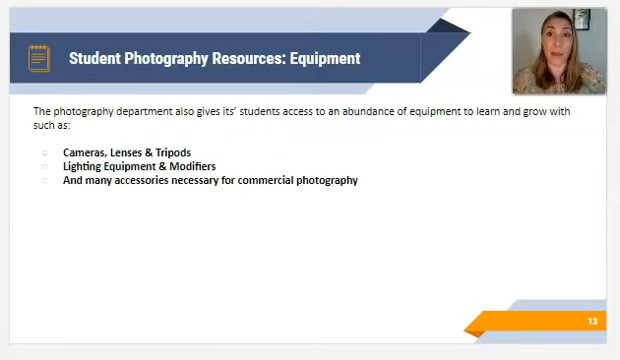 Student Photography Resources: Equipment
The photography department also gives its' students access to an abundance of equipment to learn and grow with
such as:
Cameras, Lenses & Tripods
Lighting Equipment & Modifiers
And many accessories necessary for commercial photography
13